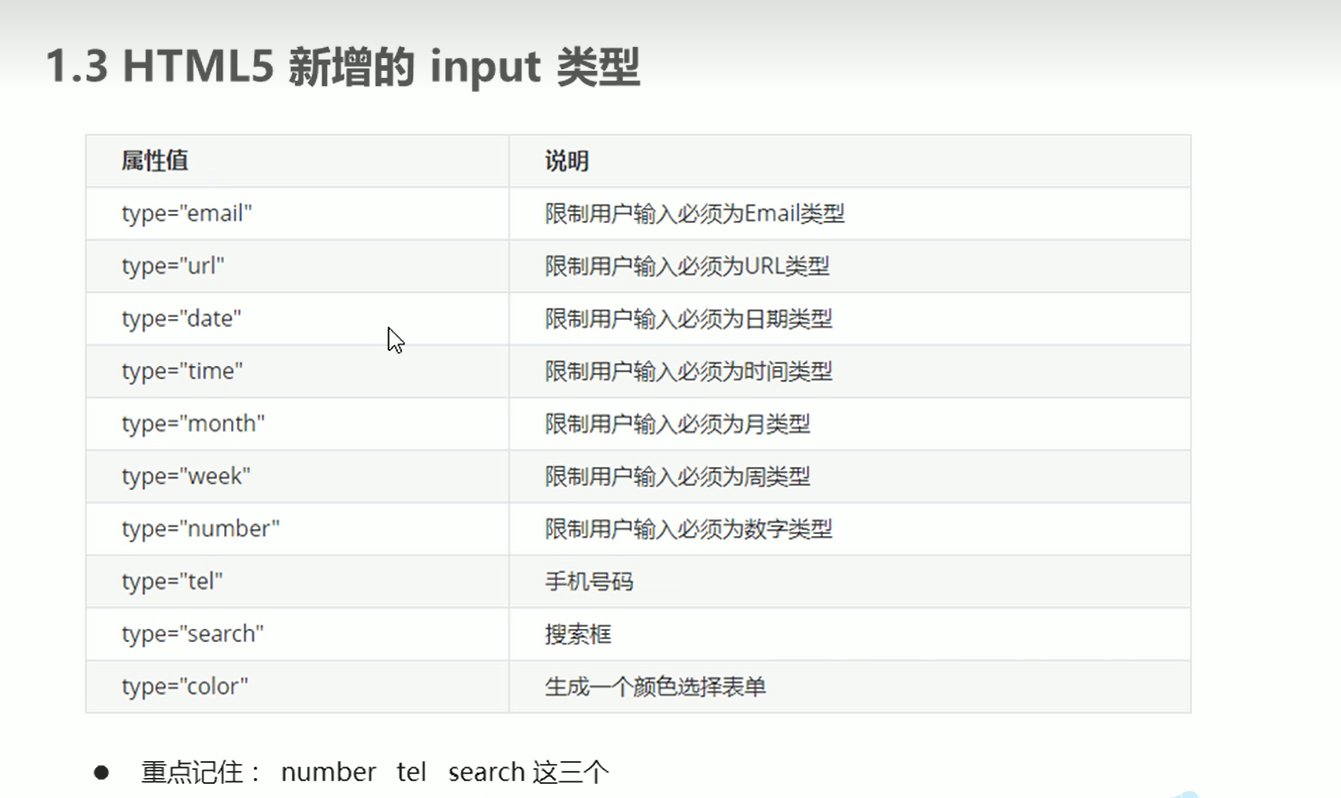 1.3 HTML5 新增的 input 类型
属性值 说明
type="email" 限制用户输入必须为Email类型
type="url" 限制用户输入必须为URL类型
type="date" 限制用户输入必须为日期类型
type="time" 限制用户输入必须为时间类型
type="month" 限制用户输入必须为月类型
type="week" 限制用户输入必须为周类型
type="number" 限制用户输入必须为数字类型
type="tel" 手机号码
type="search" 搜索框
type="color" 生成一个颜色选择表单
● 重点记住： number tel search 这三个